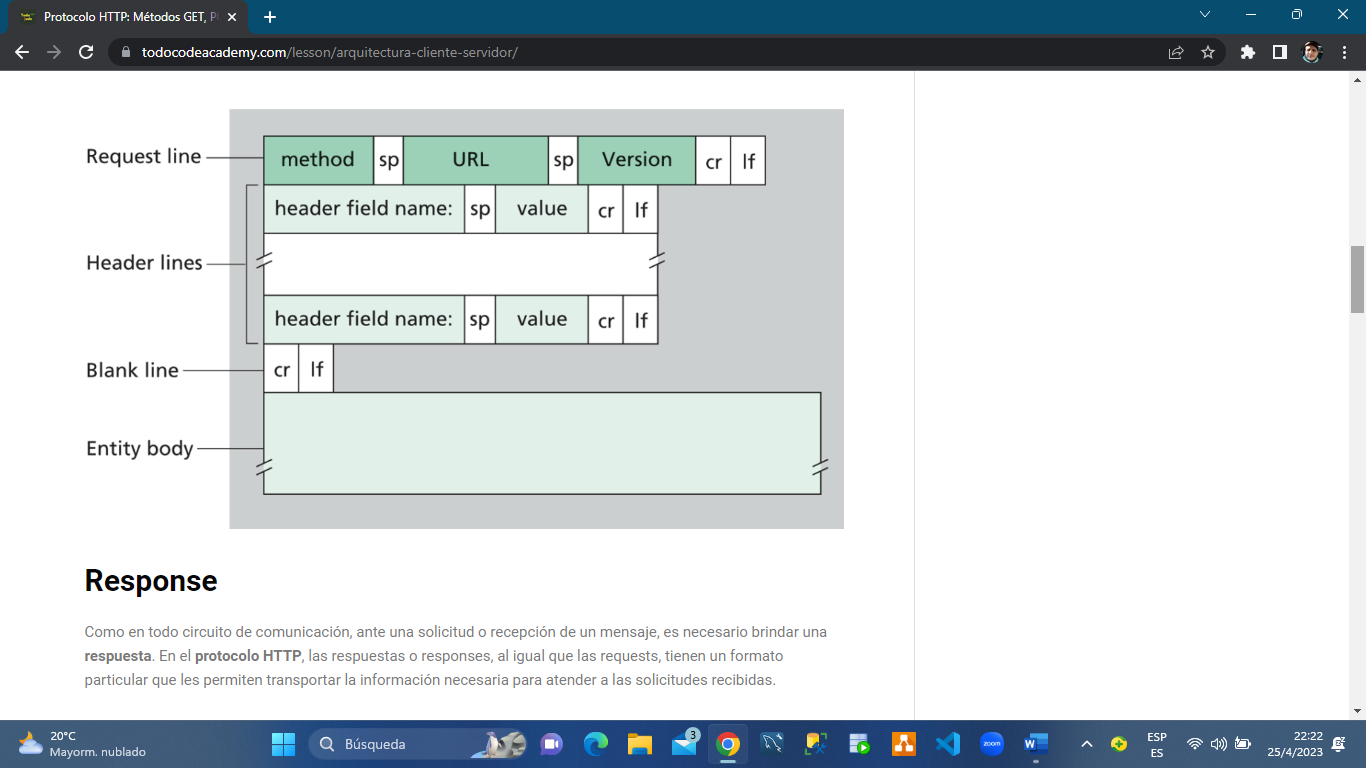 Protocolo HTTP: Métodos GET, P
todocodeacademy.com/lesson/arquitectura-cliente-servidor/
Request line
method sp URL sp Version cr lf
header field name: sp value cr lf
Header lines
header field name: sp value cr lf
Blank line
cr lf
Entity body
Response
Como en todo circuito de comunicación, ante una solicitud o recepción de un mensaje, es necesario brindar una
respuesta. En el protocolo HTTP, las respuestas o responses, al igual que las requests, tienen un formato
particular que les permiten transportar la información necesaria para atender a las solicitudes recibidas.
20°C
Mayorm. nublado
Búsqueda
3
zoom
ESP
ES
22:22
25/4/2023